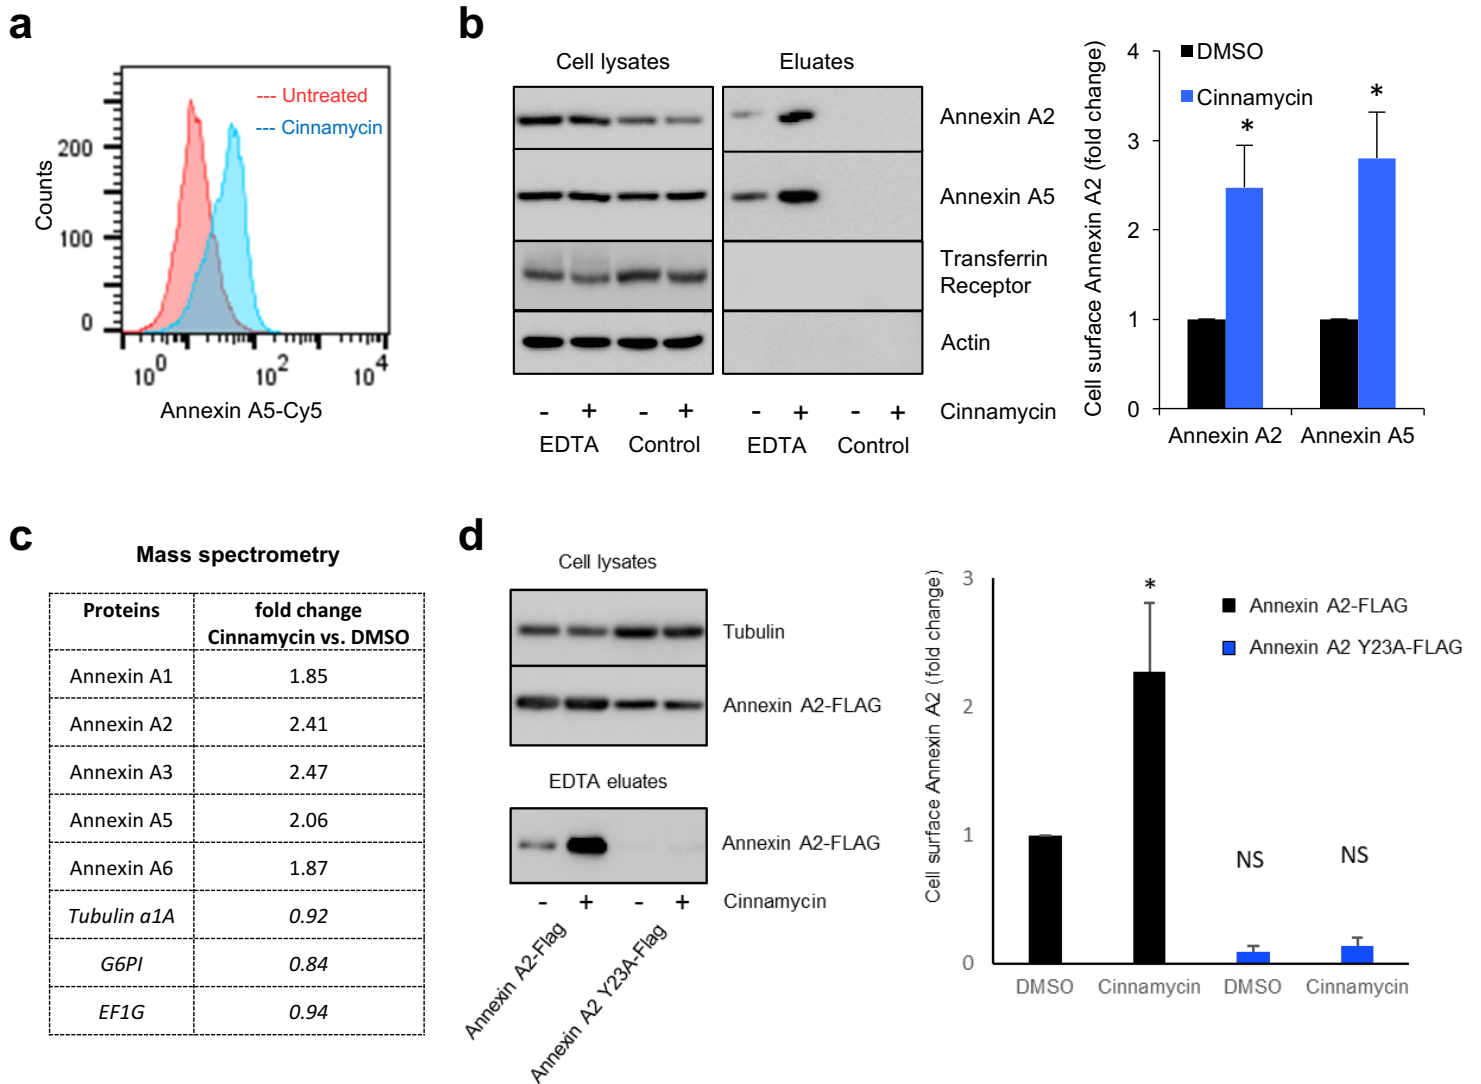 a
--- Untreated
--- Cinnamycin
Counts
200
100
0
10^0
10^2
10^4
Annexin A5-Cy5
b
Cell lysates
Eluates
Annexin A2
Annexin A5
Transferrin
Receptor
Actin
- + - + - + - + Cinnamycin
EDTA Control EDTA Control
Cell surface Annexin A2 (fold change)
4
3
2
1
0
DMSO
Cinnamycin
*
*
Annexin A2
Annexin A5
c
Mass spectrometry
Proteins fold change
Cinnamycin vs. DMSO
Annexin A1 1.85
Annexin A2 2.41
Annexin A3 2.47
Annexin A5 2.06
Annexin A6 1.87
Tubulin α1A 0.92
G6PI 0.84
EF1G 0.94
d
Cell lysates
Tubulin
Annexin A2-FLAG
EDTA eluates
Annexin A2-FLAG
- + - + Cinnamycin
Annexin A2-Flag
Annexin A2 Y23A-Flag
Cell surface Annexin A2 (fold change)
3
2
1
0
*
NS
NS
Annexin A2-FLAG
Annexin A2 Y23A-FLAG
DMSO Cinnamycin DMSO Cinnamycin